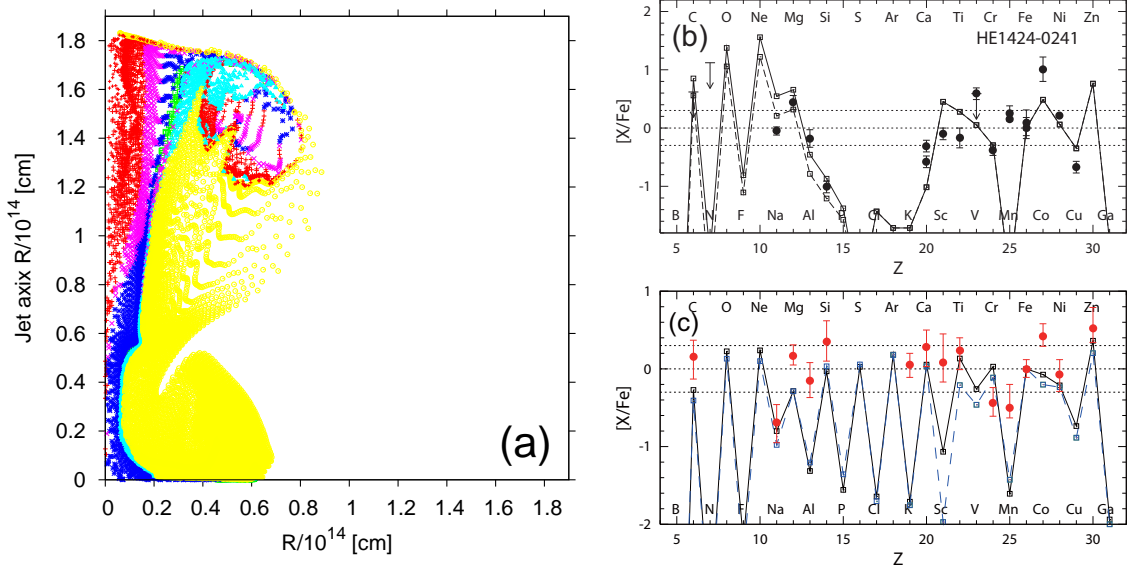 (a)
Jet axix R/10^14 [cm]
1.8
1.6
1.4
1.2
1
0.8
0.6
0.4
0.2
0
0 0.2 0.4 0.6 0.8 1 1.2 1.4 1.6 1.8
R/10^14 [cm]
(b)
HE1424-0241
C O Ne Mg Si S Ar Ca Ti Cr Fe Ni Zn
[X/Fe]
2
1
0
-1
B N F Na Al P Cl K Sc V Mn Co Cu Ga
5 10 15 20 25 30
Z
(c)
C O Ne Mg Si S Ar Ca Ti Cr Fe Ni Zn
[X/Fe]
1
0
-1
-2
B N F Na Al P Cl K Sc V Mn Co Cu Ga
5 10 15 20 25 30
Z